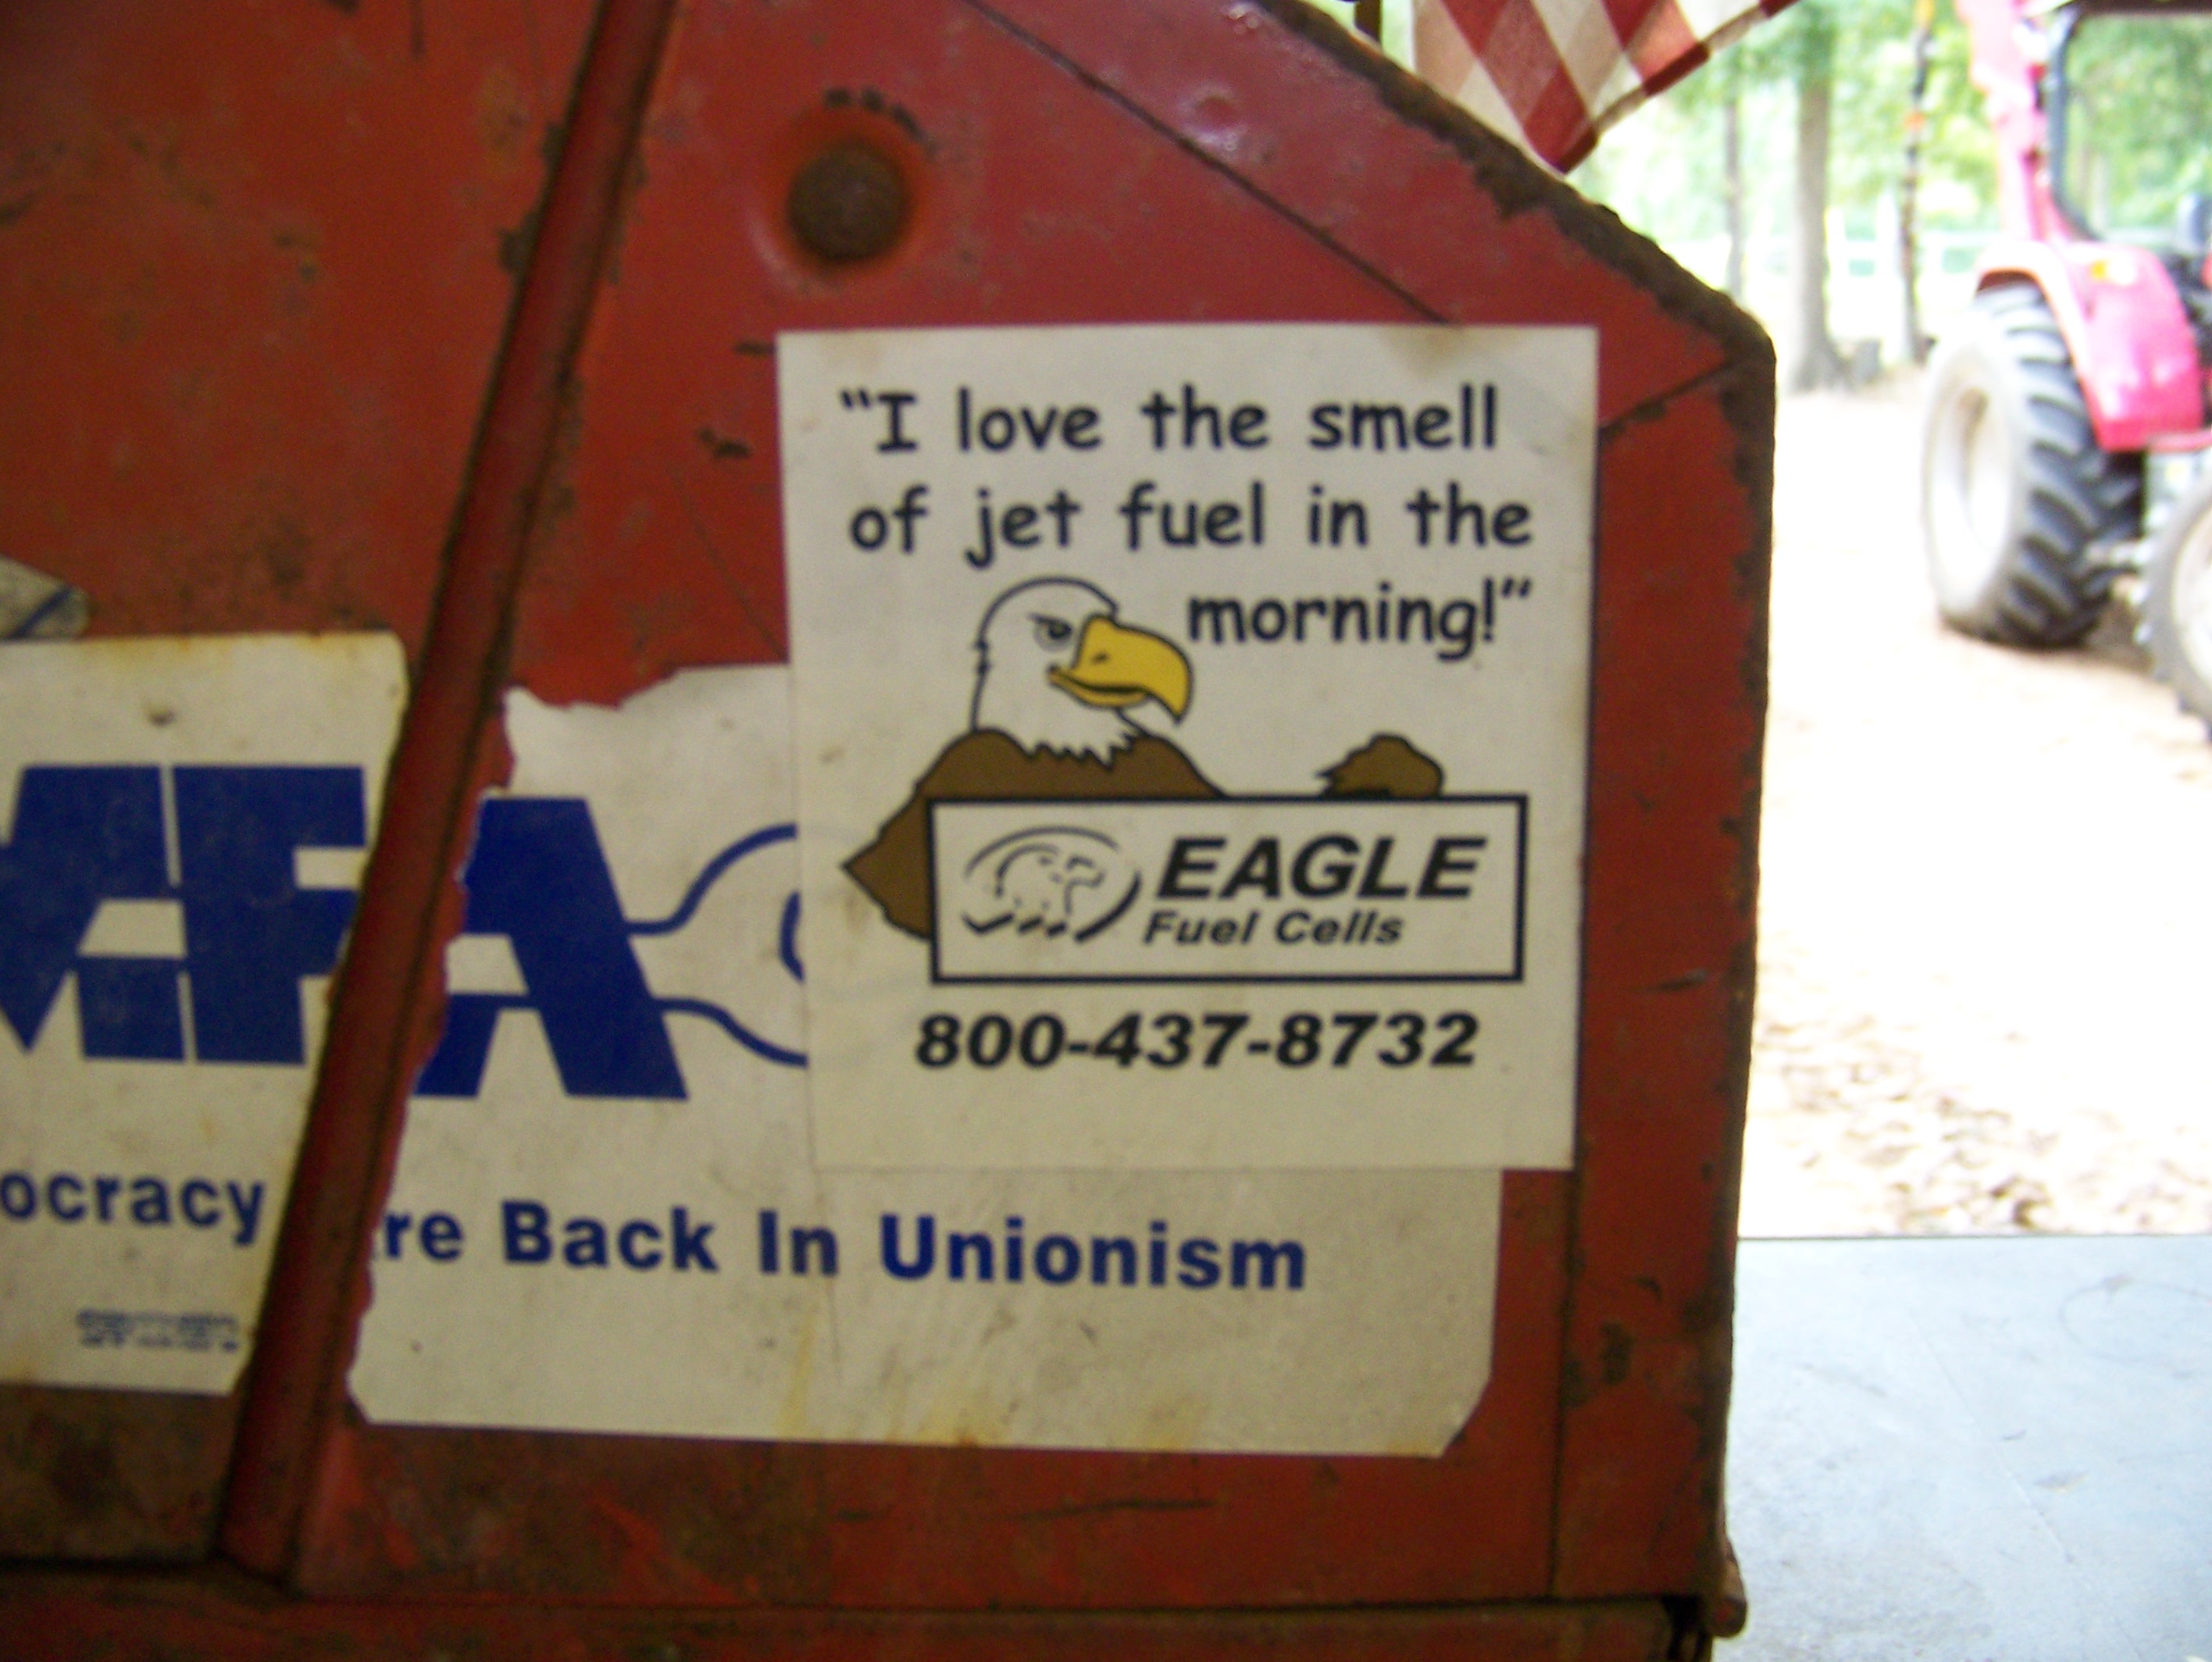 “I love the smell
of jet fuel in the
morning!”
EAGLE
Fuel Cells
800-437-8732
MFA
ocracy re Back In Unionism